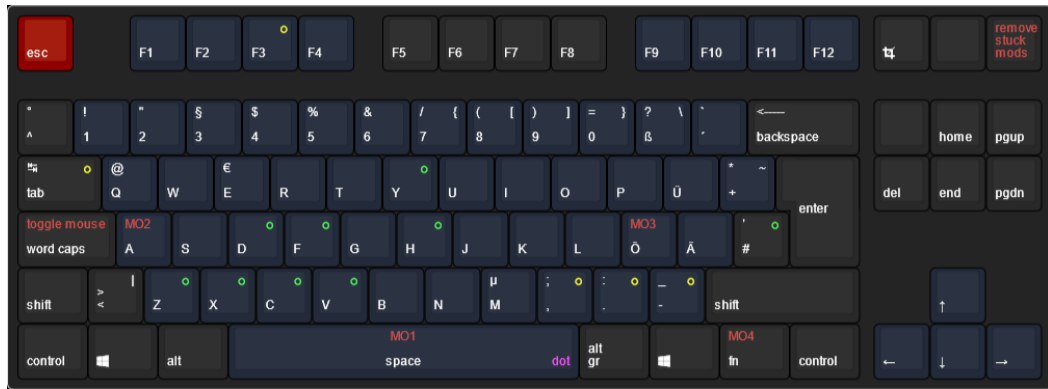 esc F1 F2 F3 F4 F5 F6 F7 F8 F9 F10 F11 F12 remove stuck mods
° ! " § $ % & / { ( [ ) ] = } ? \ ` <-----
^ 1 2 3 4 5 6 7 8 9 0 ß ´ backspace home pgup
@ € * ~
tab Q W E R T Y U I O P Ü + enter del end pgdn
toggle mouse MO2 MO3 '
word caps A S D F G H J K L Ö Ä #
> | µ ; : _
shift < Z X C V B N M , . - shift ↑
MO1 MO4
control alt space dot alt gr fn control ← ↓ →